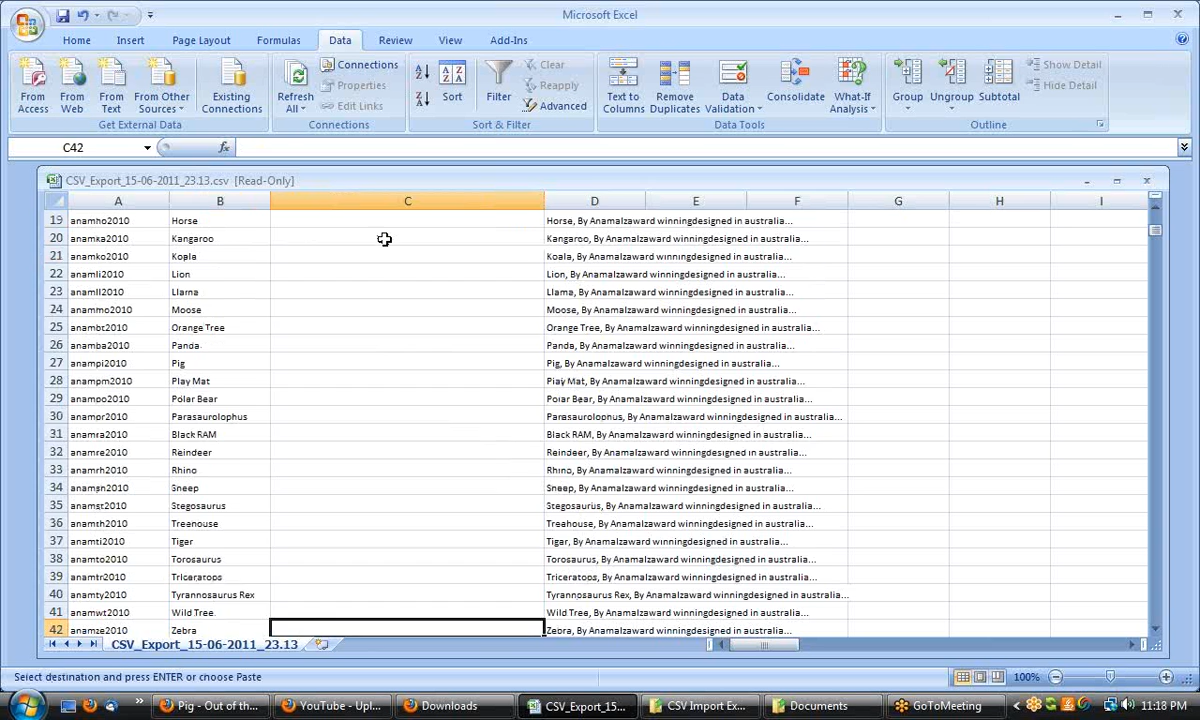 Microsoft Excel
Home Insert Page Layout Formulas Data Review View Add-Ins
From Access
From Web
From Text
From Other Sources
Existing Connections
Get External Data
Refresh All
Connections
Properties
Edit Links
Connections
Sort
Filter
Clear
Reapply
Advanced
Sort & Filter
Text to Columns
Remove Duplicates
Data Validation
Consolidate
What-If Analysis
Data Tools
Group
Ungroup
Subtotal
Show Detail
Hide Detail
Outline
C42 fx
CSV_Export_15-06-2011_23.13.csv [Read-Only]
A B C D E F G H I
19 anamho2010 Horse Horse, By Anamalzaward winningdesigned in australia...
20 anamka2010 Kangaroo Kangaroo, By Anamalzaward winningdesigned in australia...
21 anamko2010 Koala Koala, By Anamalzaward winningdesigned in australia...
22 anamli2010 Lion Lion, By Anamalzaward winningdesigned in australia...
23 anamll2010 Llama Llama, By Anamalzaward winningdesigned in australia...
24 anammo2010 Moose Moose, By Anamalzaward winningdesigned in australia...
25 anambt2010 Orange Tree Orange Tree, By Anamalzaward winningdesigned in australia...
26 anamba2010 Panda Panda, By Anamalzaward winningdesigned in australia...
27 anampi2010 Pig Pig, By Anamalzaward winningdesigned in australia...
28 anampm2010 Play Mat Play Mat, By Anamalzaward winningdesigned in australia...
29 anampo2010 Polar Bear Polar Bear, By Anamalzaward winningdesigned in australia...
30 anampr2010 Parasaurolophus Parasaurolophus, By Anamalzaward winningdesigned in australia...
31 anamra2010 Black RAM Black RAM, By Anamalzaward winningdesigned in australia...
32 anamre2010 Reindeer Reindeer, By Anamalzaward winningdesigned in australia...
33 anamrh2010 Rhino Rhino, By Anamalzaward winningdesigned in australia...
34 anamsh2010 Sheep Sheep, By Anamalzaward winningdesigned in australia...
35 anamst2010 Stegosaurus Stegosaurus, By Anamalzaward winningdesigned in australia...
36 anamth2010 Treehouse Treehouse, By Anamalzaward winningdesigned in australia...
37 anamti2010 Tiger Tiger, By Anamalzaward winningdesigned in australia...
38 anamto2010 Torosaurus Torosaurus, By Anamalzaward winningdesigned in australia...
39 anamtr2010 Triceratops Triceratops, By Anamalzaward winningdesigned in australia...
40 anamty2010 Tyrannosaurus Rex Tyrannosaurus Rex, By Anamalzaward winningdesigned in australia...
41 anamwt2010 Wild Tree Wild Tree, By Anamalzaward winningdesigned in australia...
42 anamze2010 Zebra Zebra, By Anamalzaward winningdesigned in australia...
CSV_Export_15-06-2011_23.13
Select destination and press ENTER or choose Paste 100%
Pig - Out of th... YouTube - Upl... Downloads CSV_Export_15-... CSV Import Ex... Documents GoToMeeting 11:18 PM